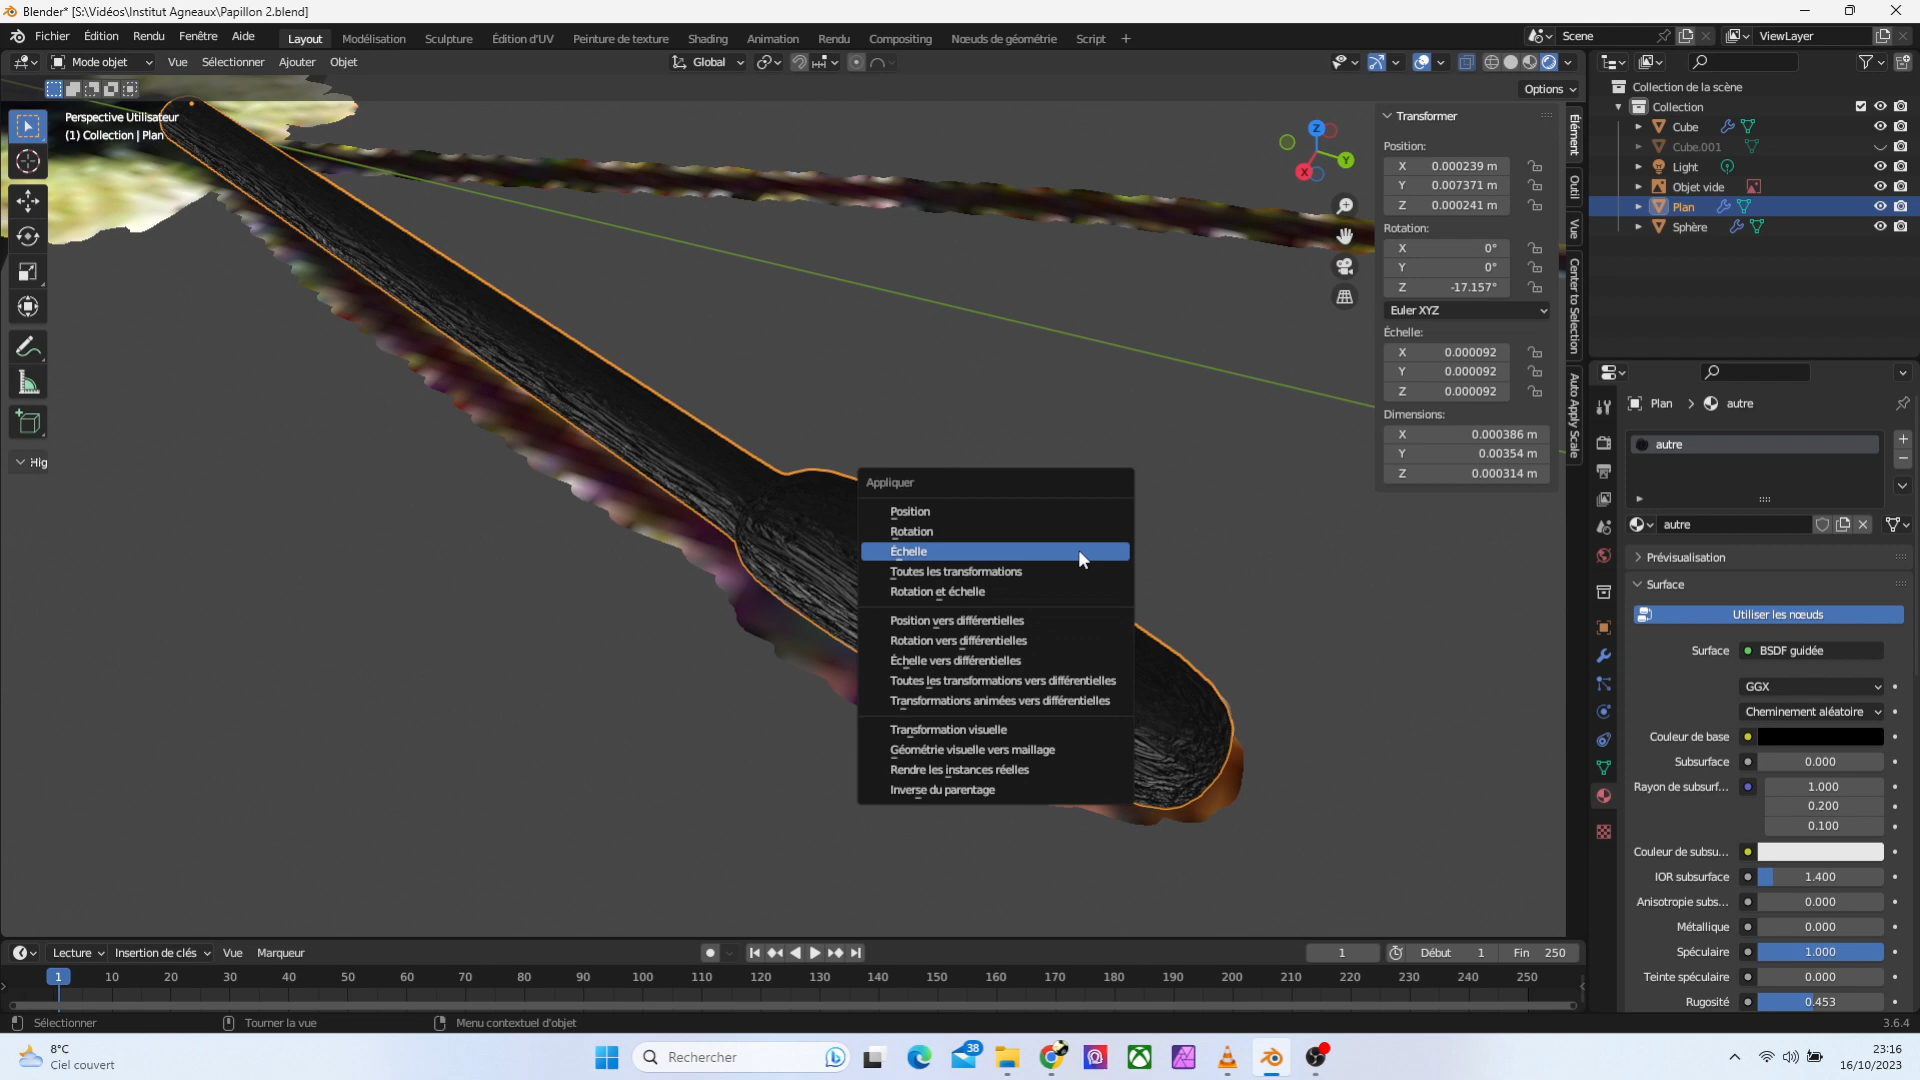 Blender* [S:\Vidéos\Institut Agneaux\Papillon 2.blend]
Fichier Édition Rendu Fenêtre Aide Layout Modélisation Sculpture Édition d'UV Peinture de texture Shading Animation Rendu Compositing Nœuds de géométrie Script + Scene ViewLayer
Mode objet Vue Sélectionner Ajouter Objet Global
Options
Perspective Utilisateur
(1) Collection | Plan
Hig
Z
Y
X
Transformer
Position:
X 0.000239 m
Y 0.007371 m
Z 0.000241 m
Rotation:
X 0°
Y 0°
Z -17.157°
Euler XYZ
Échelle:
X 0.000092
Y 0.000092
Z 0.000092
Dimensions:
X 0.000386 m
Y 0.00354 m
Z 0.000314 m
Élément
Outil
Vue
Center to Selection
Auto Apply Scale
Appliquer
Position
Rotation
Échelle
Toutes les transformations
Rotation et échelle
Position vers différentielles
Rotation vers différentielles
Échelle vers différentielles
Toutes les transformations vers différentielles
Transformations animées vers différentielles
Transformation visuelle
Géométrie visuelle vers maillage
Rendre les instances réelles
Inverse du parentage
Collection de la scène
Collection
Cube
Cube.001
Light
Objet vide
Plan
Sphère
Plan > autre
autre
autre
Prévisualisation
Surface
Utiliser les nœuds
Surface BSDF guidée
GGX
Cheminement aléatoire
Couleur de base
Subsurface 0.000
Rayon de subsurf... 1.000
0.200
0.100
Couleur de subsu...
IOR subsurface 1.400
Anisotropie subs... 0.000
Métallique 0.000
Spéculaire 1.000
Teinte spéculaire 0.000
Rugosité 0.453
Lecture Insertion de clés Vue Marqueur 1 Début 1 Fin 250
1 10 20 30 40 50 60 70 80 90 100 110 120 130 140 150 160 170 180 190 200 210 220 230 240 250
Sélectionner Tourner la vue Menu contextuel d'objet 3.6.4
8°C
Ciel couvert
Rechercher
38
23:16
16/10/2023